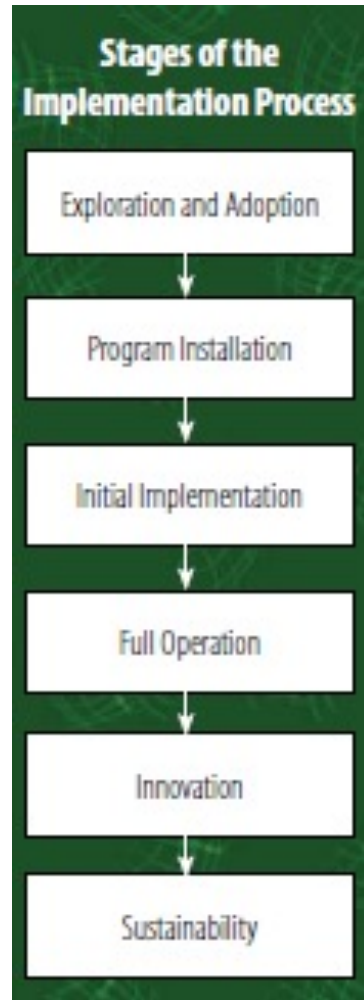 Stages of the
Implementation Process
Exploration and Adoption
Program Installation
Initial Implementation
Full Operation
Innovation
Sustainability